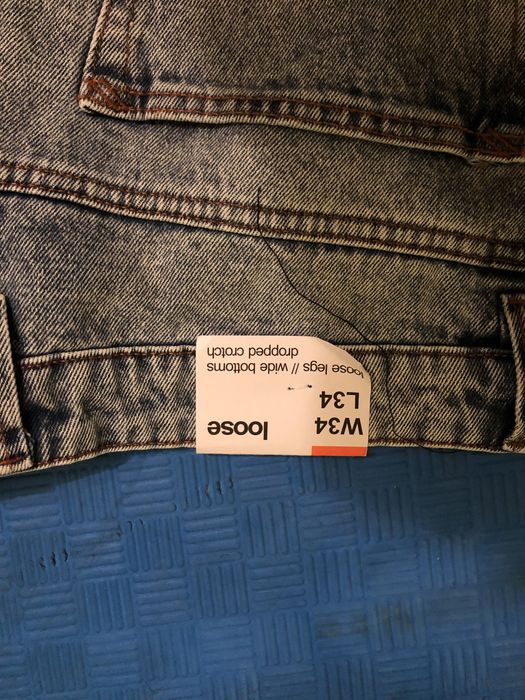 W34 loose
L34
loose legs // wide bottoms
dropped crotch